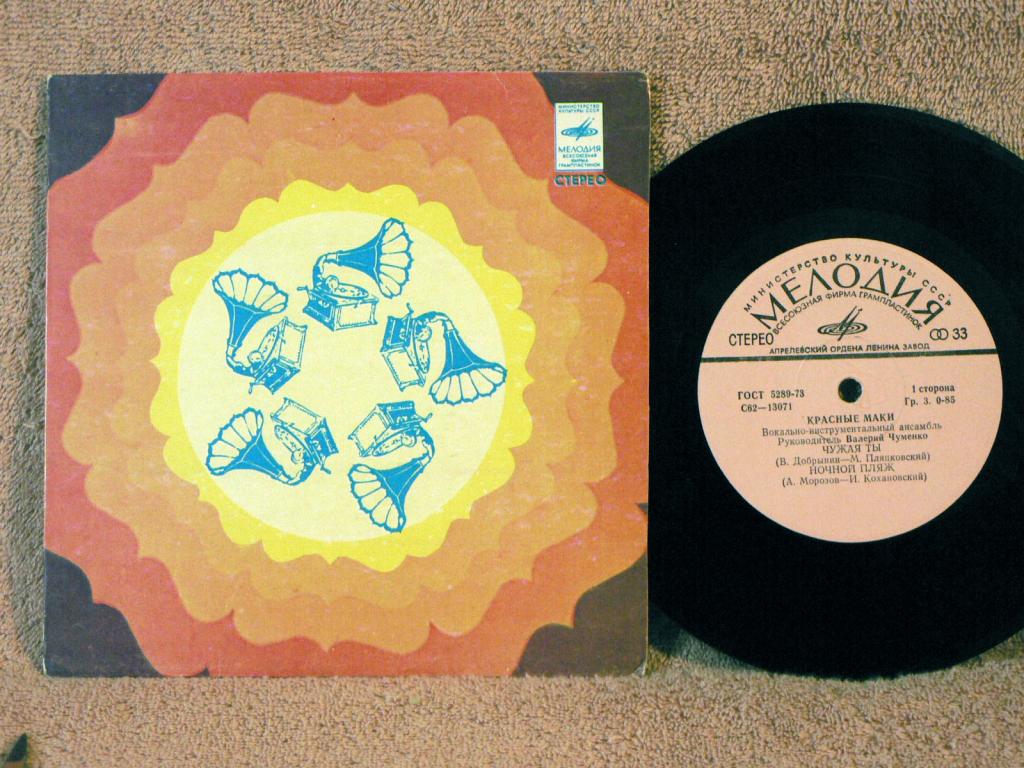 МИНИСТЕРСТВО
КУЛЬТУРЫ СССР
МЕЛОДИЯ
ВСЕСОЮЗНАЯ
ФИРМА
ГРАМПЛАСТИНОК
СТЕРЕО
МИНИСТЕРСТВО КУЛЬТУРЫ СССР
МЕЛОДИЯ
ВСЕСОЮЗНАЯ ФИРМА ГРАМПЛАСТИНОК
СТЕРЕО 33
АПРЕЛЕВСКИЙ ОРДЕНА ЛЕНИНА ЗАВОД
ГОСТ 5289-73 1 сторона
С62—13071 Гр. 3. 0-85
КРАСНЫЕ МАКИ
Вокально-инструментальный ансамбль
Руководитель Валерий Чуменко
ЧУЖАЯ ТЫ
(В. Добрынин—М. Пляцковский)
НОЧНОЙ ПЛЯЖ
(А. Морозов—И. Кохановский)